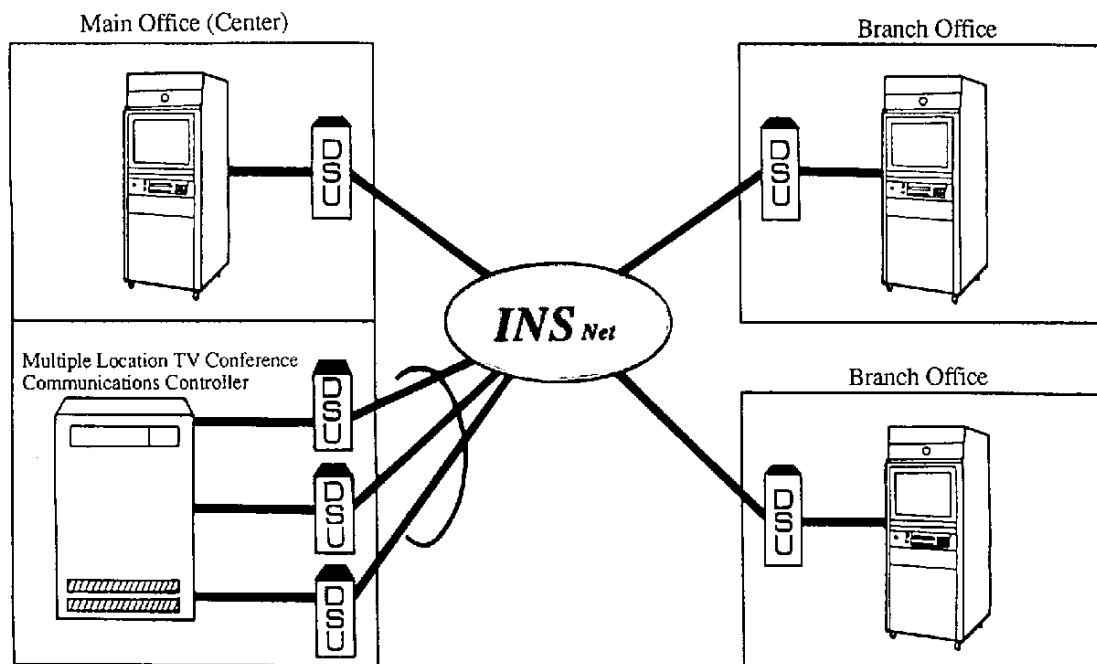 Main Office (Center)
Branch Office
DSU
DSU
INS Net
Multiple Location TV Conference
Communications Controller
DSU
DSU
DSU
Branch Office
DSU